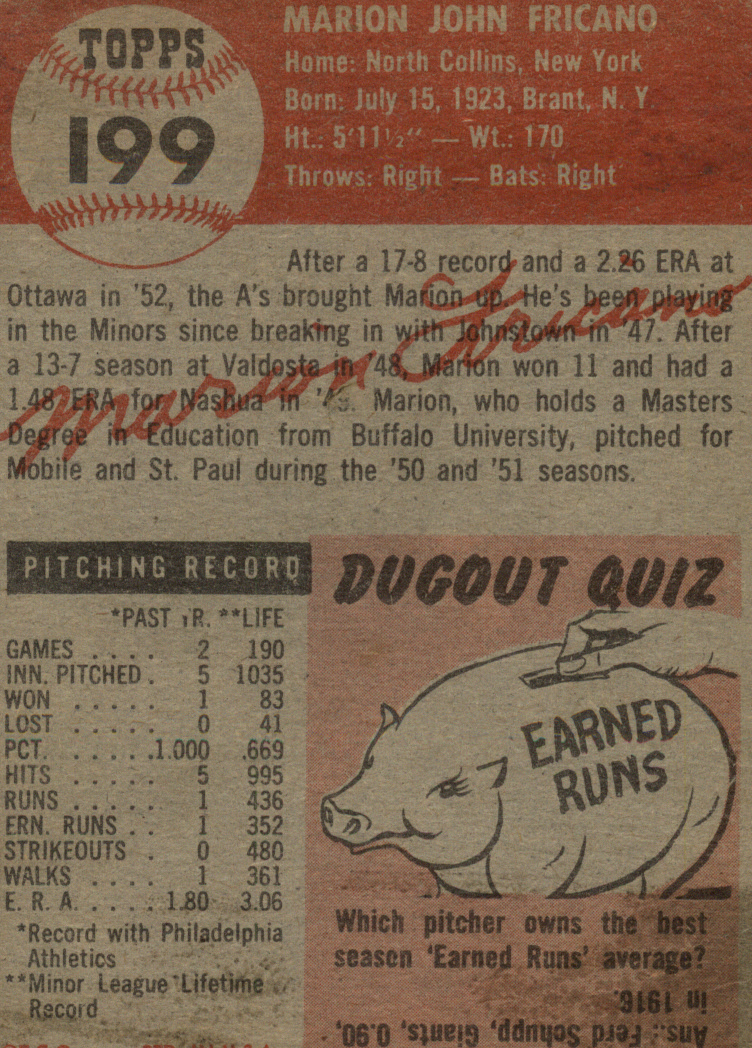 TOPPS
199
MARION JOHN FRICANO
Home: North Collins, New York
Born: July 15, 1923, Brant, N. Y.
Ht.: 5'11½" — Wt.: 170
Throws: Right — Bats: Right
After a 17-8 record and a 2.26 ERA at
Ottawa in '52, the A's brought Marion up. He's been playing
in the Minors since breaking in with Johnstown in '47. After
a 13-7 season at Valdosta in '48, Marion won 11 and had a
1.48 ERA for Nashua in Marion, who holds a Masters
Degree in Education from Buffalo University, pitched for
Mobile and St. Paul during the '50 and '51 seasons.
Marion Fricano
PITCHING RECORD
*PAST YR. **LIFE
GAMES . . . . 2 190
INN. PITCHED . 5 1035
WON . . . . . 1 83
LOST . . . . . 0 41
PCT. . . . . .1.000 .669
HITS . . . . . 5 995
RUNS . . . . . 1 436
ERN. RUNS . . 1 352
STRIKEOUTS . 0 480
WALKS . . . . 1 361
E. R. A. . . . . 1.80 3.06
*Record with Philadelphia
Athletics
**Minor League Lifetime
Record
DUGOUT QUIZ
EARNED
RUNS
Which pitcher owns the best
season 'Earned Runs' average?
Ans.: Ferd Schupp, Giants, 0.90,
in 1916.